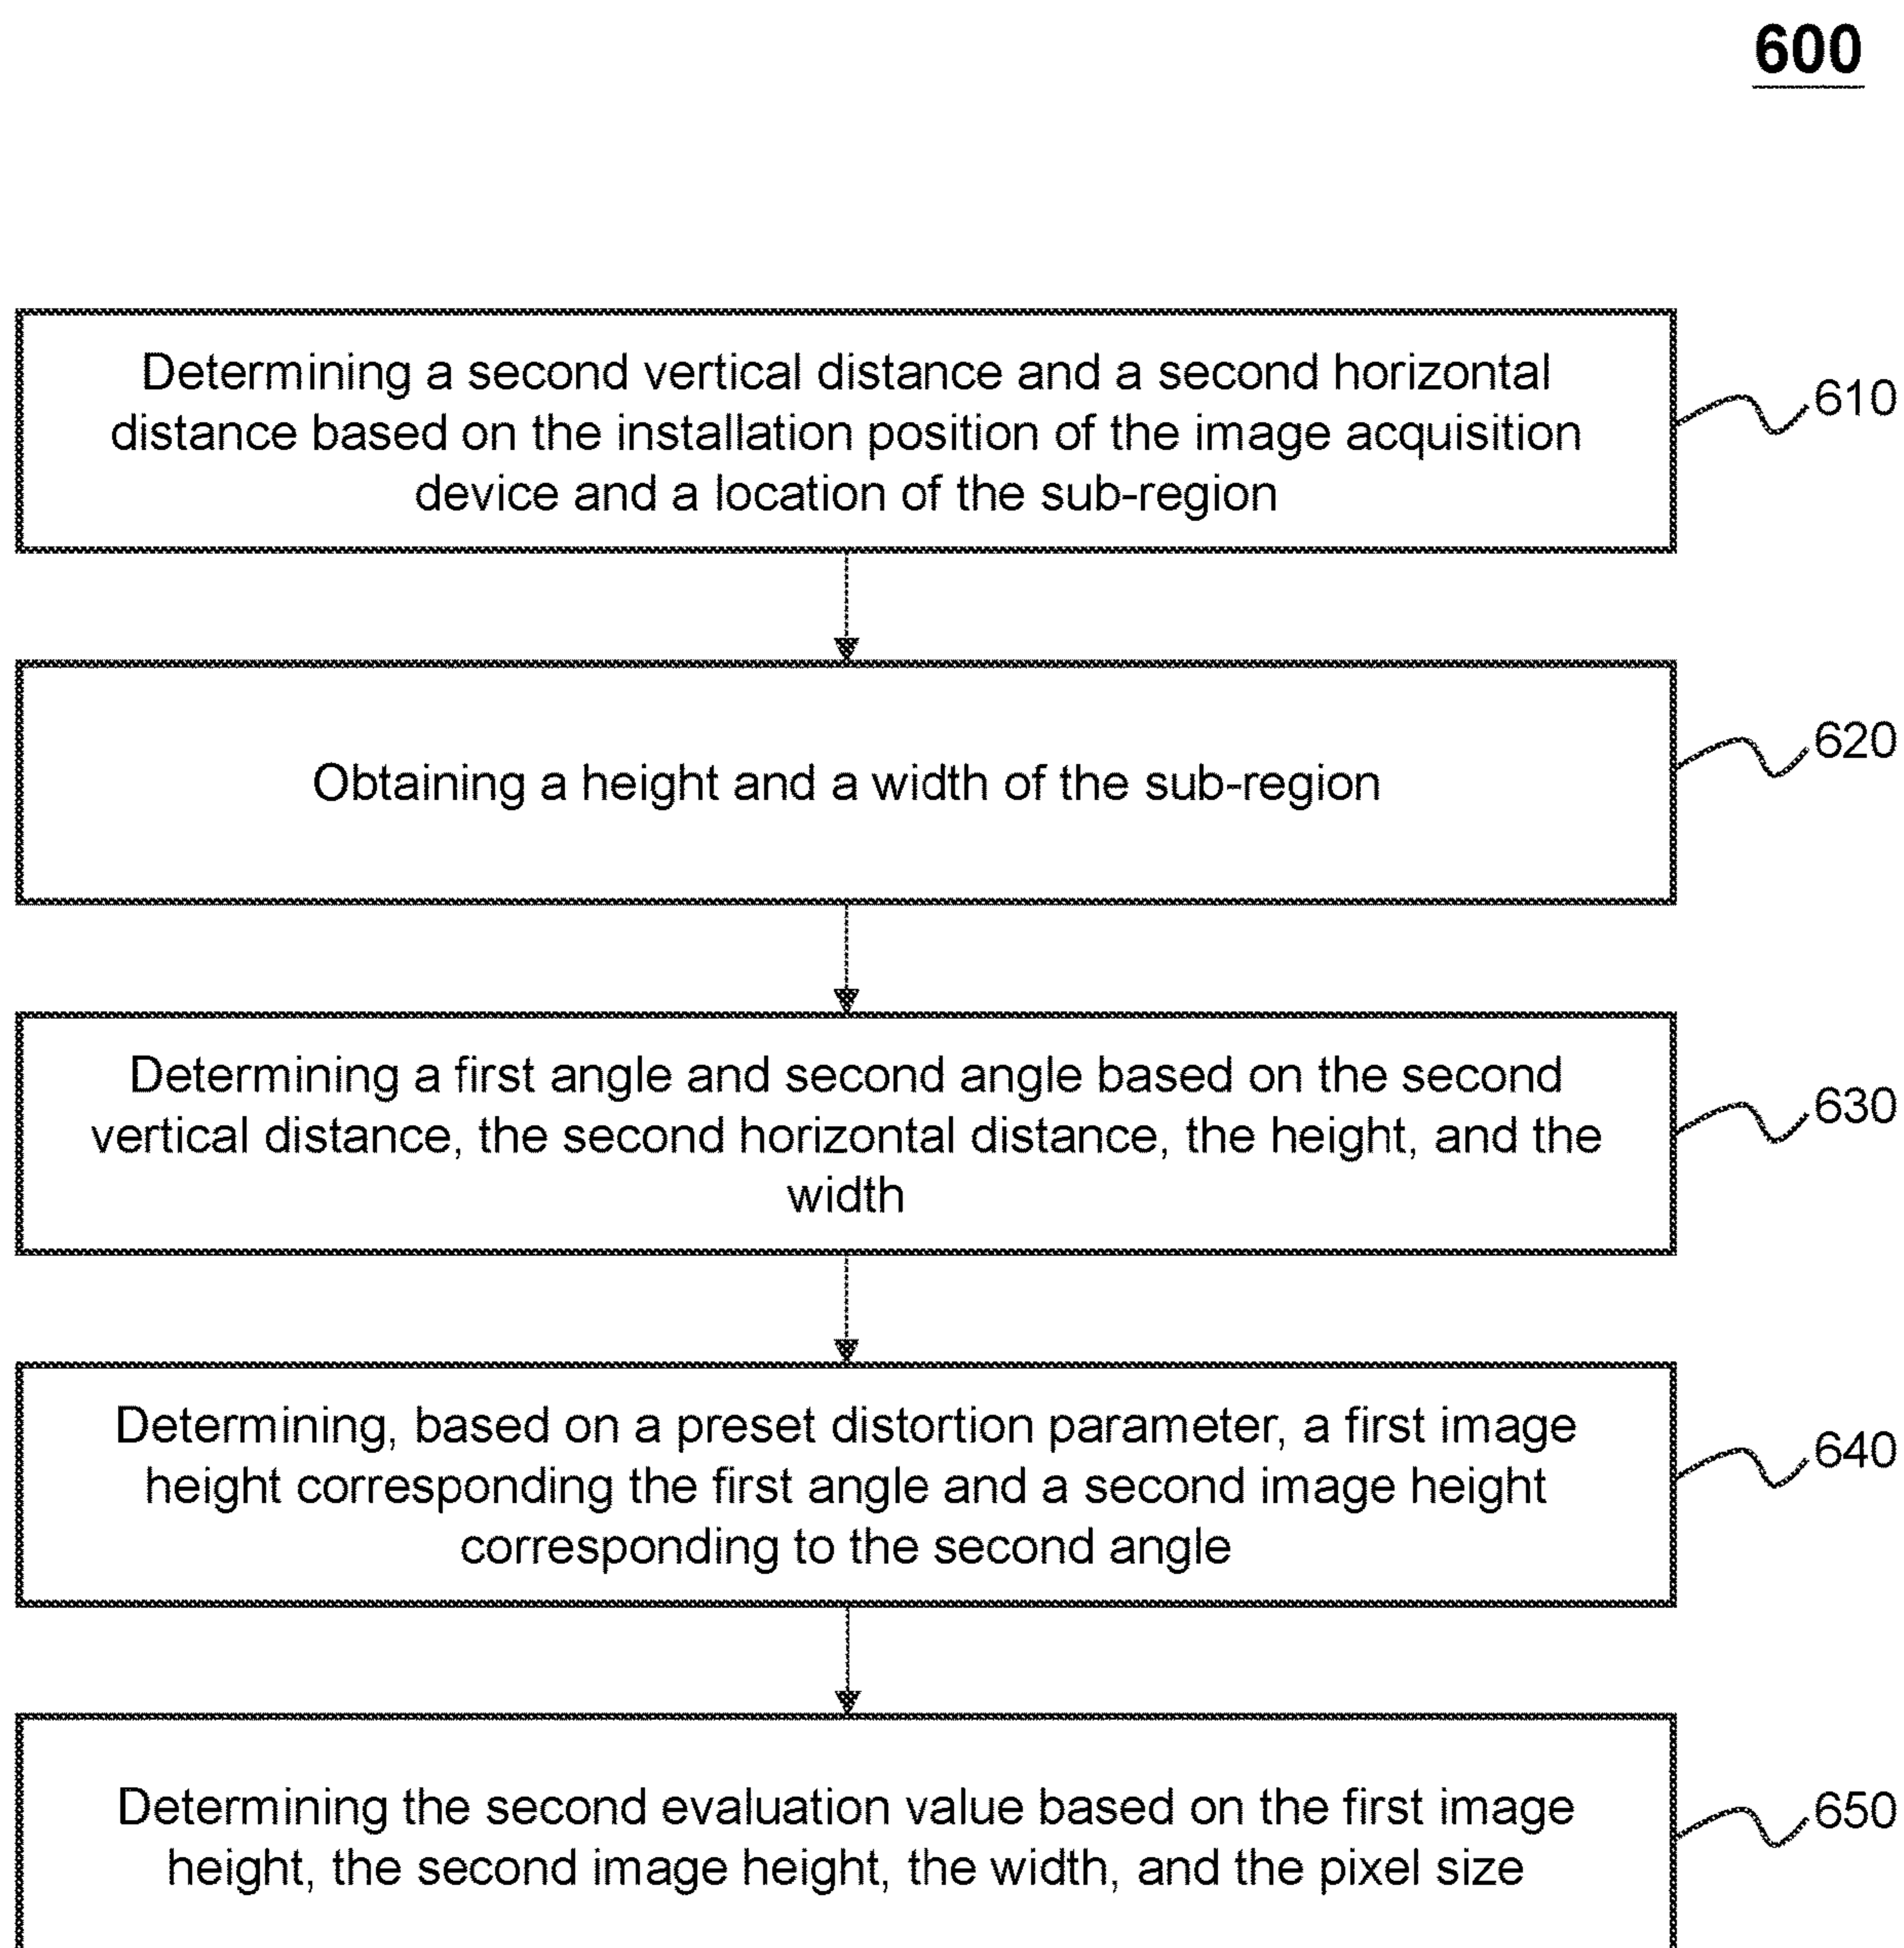 600
Determining a second vertical distance and a second horizontal
distance based on the installation position of the image acquisition
device and a location of the sub-region
610
Obtaining a height and a width of the sub-region
620
Determining a first angle and second angle based on the second
vertical distance, the second horizontal distance, the height, and the
width
630
Determining, based on a preset distortion parameter, a first image
height corresponding the first angle and a second image height
corresponding to the second angle
640
Determining the second evaluation value based on the first image
height, the second image height, the width, and the pixel size
650